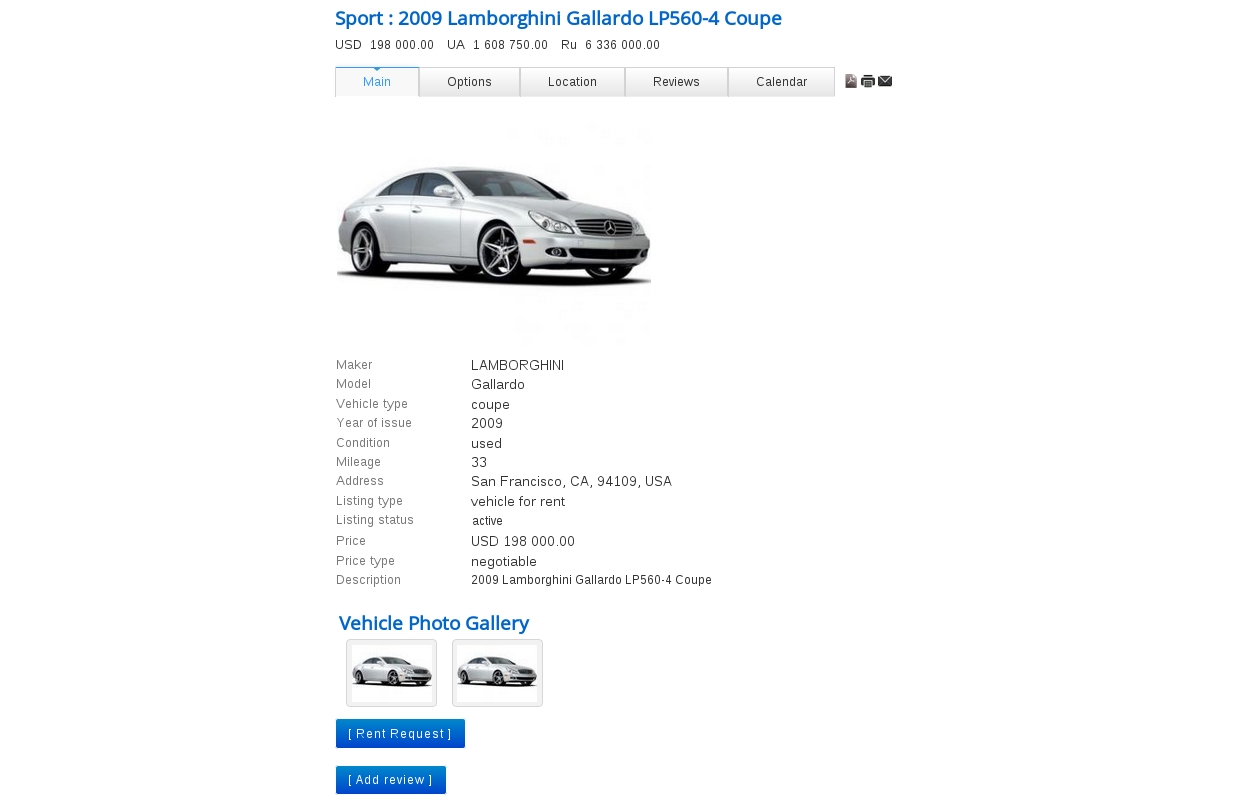 Sport : 2009 Lamborghini Gallardo LP560-4 Coupe
USD 198 000.00 UA 1 608 750.00 Ru 6 336 000.00
Main Options Location Reviews Calendar
Maker LAMBORGHINI
Model Gallardo
Vehicle type coupe
Year of issue 2009
Condition used
Mileage 33
Address San Francisco, CA, 94109, USA
Listing type vehicle for rent
Listing status active
Price USD 198 000.00
Price type negotiable
Description 2009 Lamborghini Gallardo LP560-4 Coupe
Vehicle Photo Gallery
[ Rent Request ]
[ Add review ]